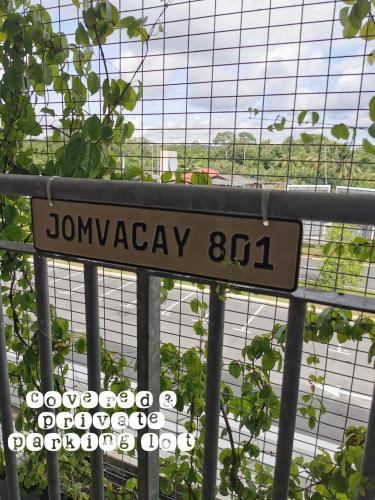 JOMVACAY 801
Covered &
private
parking lot